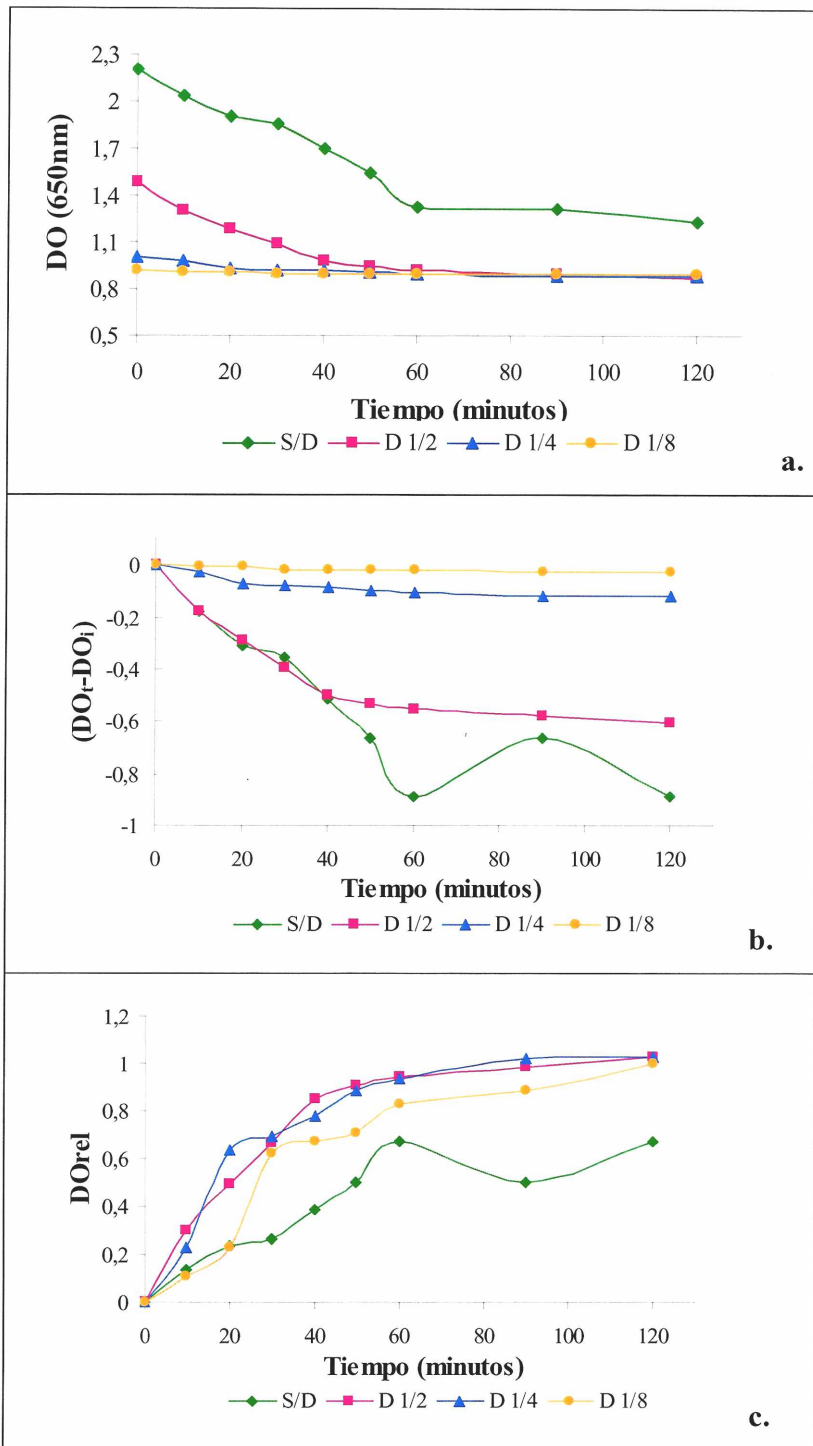 2,3
2
1,7
1,4
1,1
0,8
0,5
DO (650nm)
0 20 40 60 80 100 120
Tiempo (minutos)
S/D D 1/2 D 1/4 D 1/8
a.
0
-0,2
-0,4
-0,6
-0,8
-1
(DOt-DOi)
0 20 40 60 80 100 120
Tiempo (minutos)
S/D D 1/2 D 1/4 D 1/8
b.
1,2
1
0,8
0,6
0,4
0,2
0
DOrel
0 20 40 60 80 100 120
Tiempo (minutos)
S/D D 1/2 D 1/4 D 1/8
c.